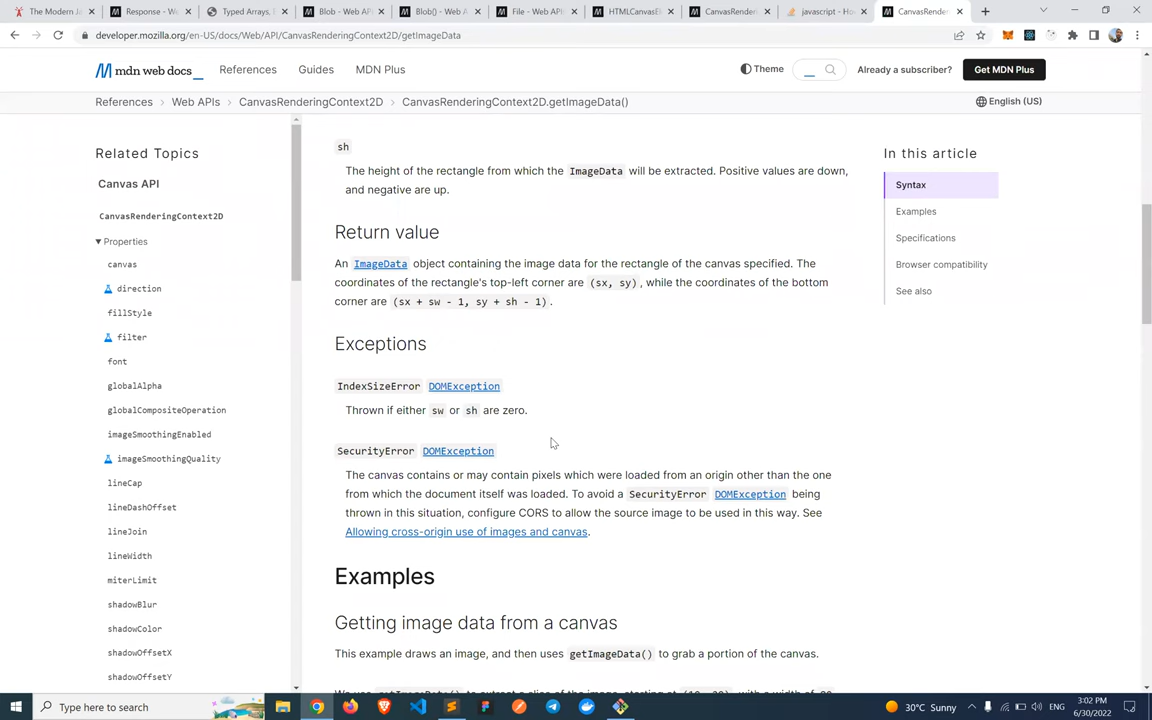 The Modern Ja
Response - We
Typed Arrays,
Blob - Web AP
Blob() - Web A
File - Web API
HTMLCanvasE
CanvasRender
javascript - Ho
CanvasRender
developer.mozilla.org/en-US/docs/Web/API/CanvasRenderingContext2D/getImageData
mdn web docs
References
Guides
MDN Plus
Theme
Already a subscriber?
Get MDN Plus
References > Web APIs > CanvasRenderingContext2D > CanvasRenderingContext2D.getImageData()
English (US)
Related Topics
Canvas API
CanvasRenderingContext2D
Properties
canvas
direction
fillStyle
filter
font
globalAlpha
globalCompositeOperation
imageSmoothingEnabled
imageSmoothingQuality
lineCap
lineDashOffset
lineJoin
lineWidth
miterLimit
shadowBlur
shadowColor
shadowOffsetX
shadowOffsetY
sh
The height of the rectangle from which the ImageData will be extracted. Positive values are down,
and negative are up.
Return value
An ImageData object containing the image data for the rectangle of the canvas specified. The
coordinates of the rectangle's top-left corner are (sx, sy), while the coordinates of the bottom
corner are (sx + sw - 1, sy + sh - 1).
Exceptions
IndexSizeError DOMException
Thrown if either sw or sh are zero.
SecurityError DOMException
The canvas contains or may contain pixels which were loaded from an origin other than the one
from which the document itself was loaded. To avoid a SecurityError DOMException being
thrown in this situation, configure CORS to allow the source image to be used in this way. See
Allowing cross-origin use of images and canvas.
Examples
Getting image data from a canvas
This example draws an image, and then uses getImageData() to grab a portion of the canvas.
In this article
Syntax
Examples
Specifications
Browser compatibility
See also
Type here to search
30°C Sunny
ENG
3:02 PM
6/30/2022